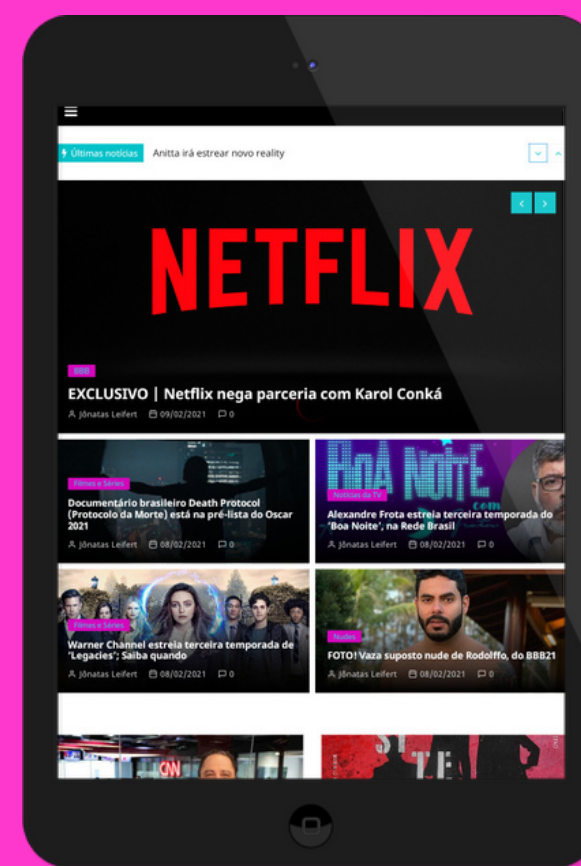 Últimas notícias
Anitta irá estrear novo reality
NETFLIX
BBB
EXCLUSIVO | Netflix nega parceria com Karol Conká
Jônatas Leifert 09/02/2021 0
Filmes e Séries
Documentário brasileiro Death Protocol
(Protocolo da Morte) está na pré-lista do Oscar
2021
Jônatas Leifert 08/02/2021 0
BOA NOITE
com
Notícias da TV
Alexandre Frota estreia terceira temporada do
'Boa Noite', na Rede Brasil
Jônatas Leifert 08/02/2021 0
Filmes e Séries
Warner Channel estreia terceira temporada de
'Legacies'; Saiba quando
Jônatas Leifert 08/02/2021 0
Nudes
FOTO! Vaza suposto nude de Rodolffo, do BBB21
Jônatas Leifert 08/02/2021 0
CNN